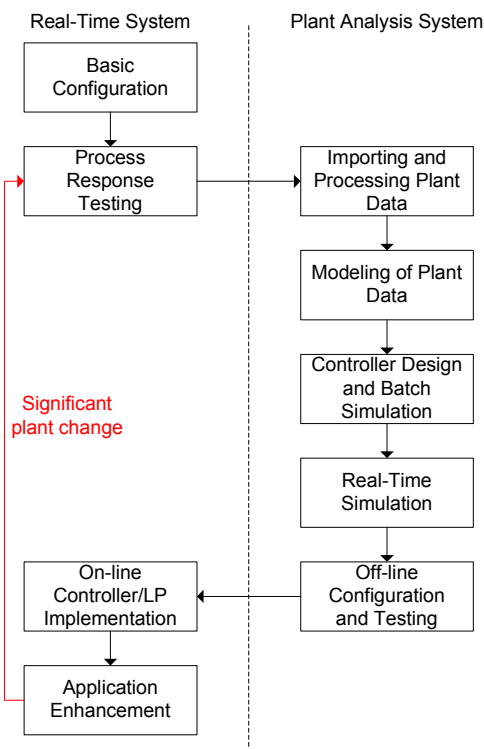 Real-Time System
Plant Analysis System
Basic
Configuration
Process
Response
Testing
Importing and
Processing Plant
Data
Modeling of Plant
Data
Controller Design
and Batch
Simulation
Significant
plant change
Real-Time
Simulation
On-line
Controller/LP
Implementation
Off-line
Configuration
and Testing
Application
Enhancement